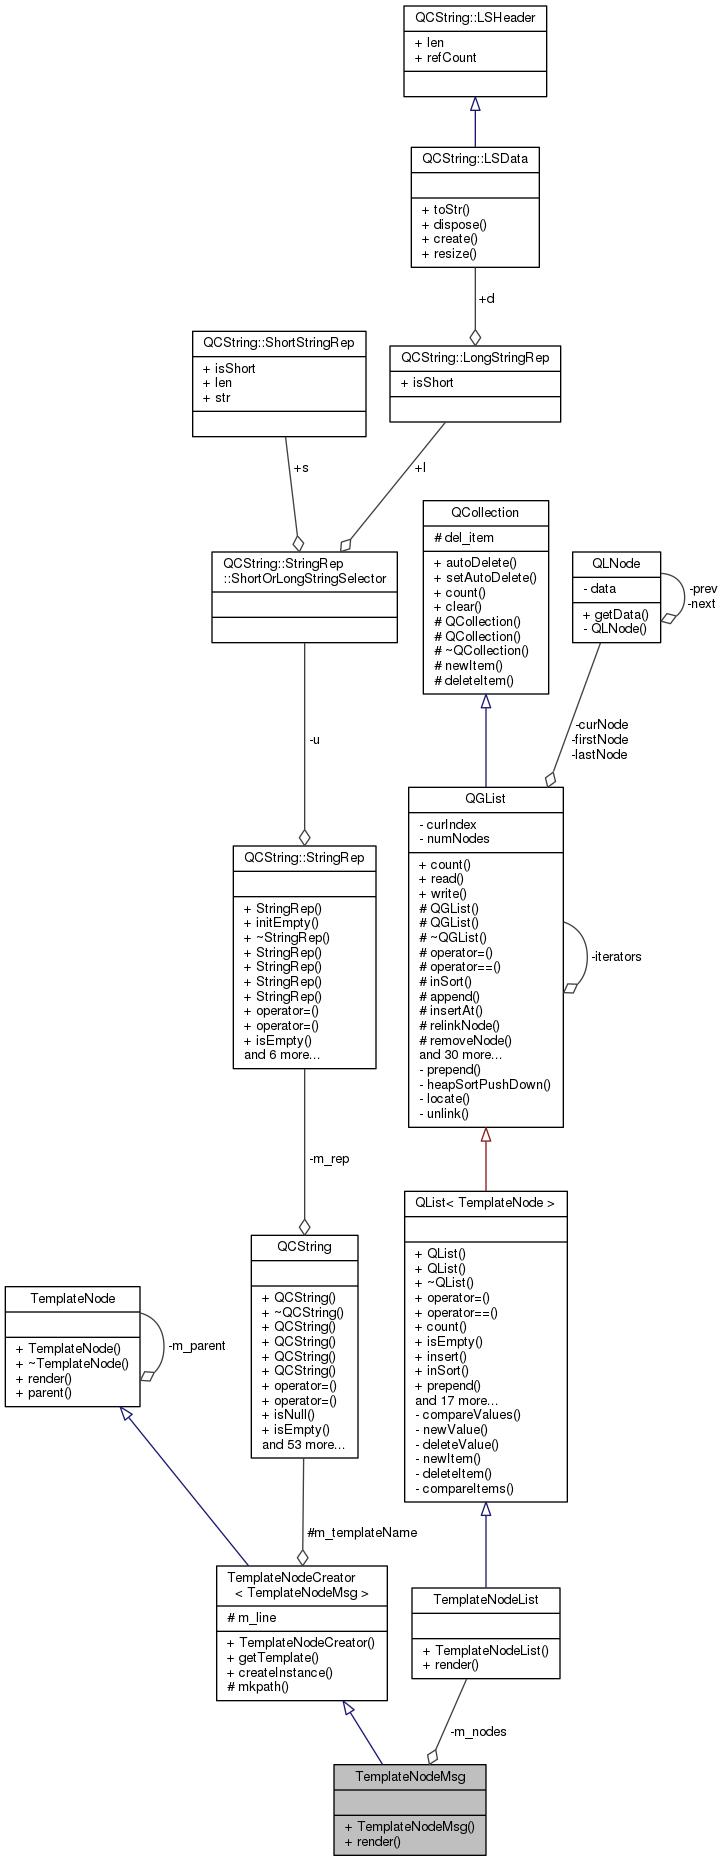 QCString::LSHeader
+ len
+ refCount
QCString::LSData
+ toStr()
+ dispose()
+ create()
+ resize()
+d
QCString::ShortStringRep
+ isShort
+ len
+ str
QCString::LongStringRep
+ isShort
+s
+l
QCString::StringRep
::ShortOrLongStringSelector
QCollection
# del_item
+ autoDelete()
+ setAutoDelete()
+ count()
+ clear()
# QCollection()
# QCollection()
# ~QCollection()
# newItem()
# deleteItem()
QLNode
- data
+ getData()
- QLNode()
-prev
-next
-u
-curNode
-firstNode
-lastNode
QGList
- curIndex
- numNodes
+ count()
+ read()
+ write()
# QGList()
# QGList()
# ~QGList()
# operator=()
# operator==()
# inSort()
# append()
# insertAt()
# relinkNode()
# removeNode()
and 30 more...
- prepend()
- heapSortPushDown()
- locate()
- unlink()
-iterators
QCString::StringRep
+ StringRep()
+ initEmpty()
+ ~StringRep()
+ StringRep()
+ StringRep()
+ StringRep()
+ StringRep()
+ operator=()
+ operator=()
+ isEmpty()
and 6 more...
-m_rep
QList< TemplateNode >
+ QList()
+ QList()
+ ~QList()
+ operator=()
+ operator==()
+ count()
+ isEmpty()
+ insert()
+ inSort()
+ prepend()
and 17 more...
- compareValues()
- newValue()
- deleteValue()
- newItem()
- deleteItem()
- compareItems()
QCString
+ QCString()
+ ~QCString()
+ QCString()
+ QCString()
+ QCString()
+ QCString()
+ operator=()
+ operator=()
+ isNull()
+ isEmpty()
and 53 more...
TemplateNode
+ TemplateNode()
+ ~TemplateNode()
+ render()
+ parent()
-m_parent
#m_templateName
TemplateNodeCreator
< TemplateNodeMsg >
# m_line
+ TemplateNodeCreator()
+ getTemplate()
+ createInstance()
# mkpath()
TemplateNodeList
+ TemplateNodeList()
+ render()
-m_nodes
TemplateNodeMsg
+ TemplateNodeMsg()
+ render()